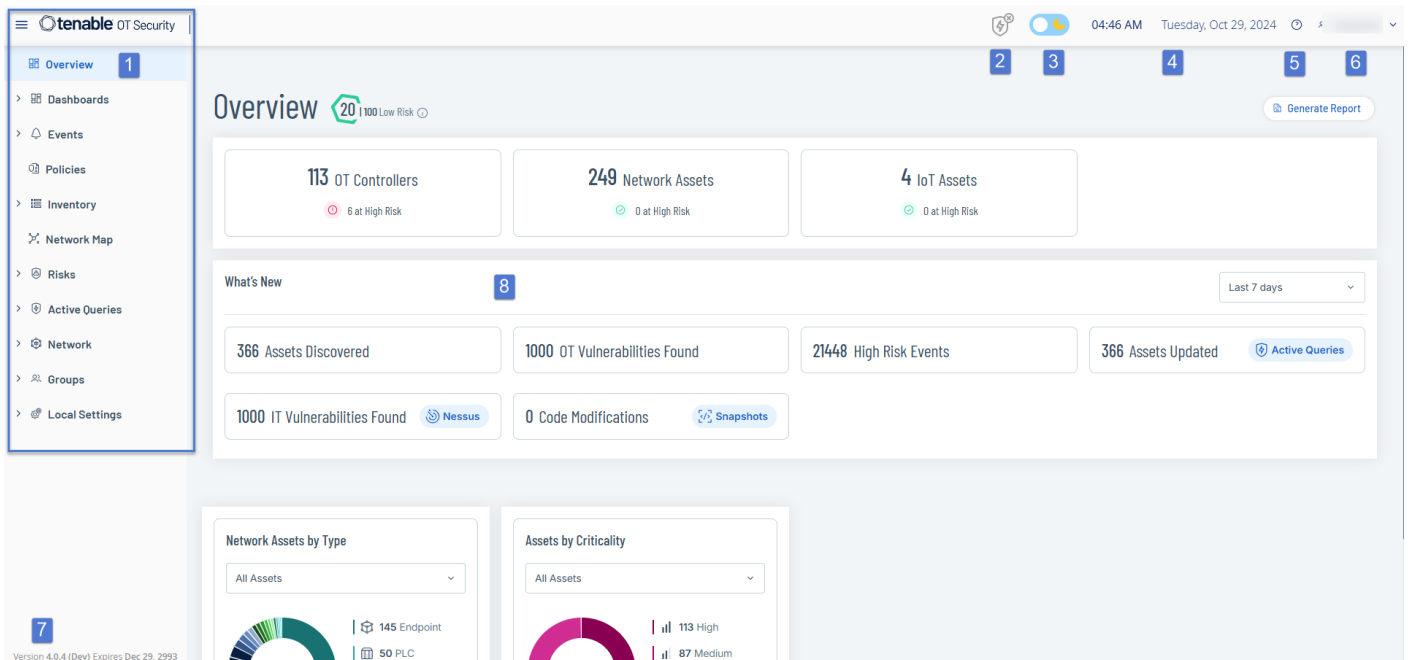 tenable OT Security
04:46 AM Tuesday, Oct 29, 2024
1
2
3
4
5
6
Overview
Dashboards
Events
Policies
Inventory
Network Map
Risks
Active Queries
Network
Groups
Local Settings
7
Version 4.0.4 (Dev) Expires Dec 29, 2993
Overview 20 | 100 Low Risk
Generate Report
113 OT Controllers
6 at High Risk
249 Network Assets
0 at High Risk
4 IoT Assets
0 at High Risk
What's New
8
Last 7 days
366 Assets Discovered
1000 OT Vulnerabilities Found
21448 High Risk Events
366 Assets Updated Active Queries
1000 IT Vulnerabilities Found Nessus
0 Code Modifications Snapshots
Network Assets by Type
All Assets
145 Endpoint
50 PLC
Assets by Criticality
All Assets
113 High
87 Medium